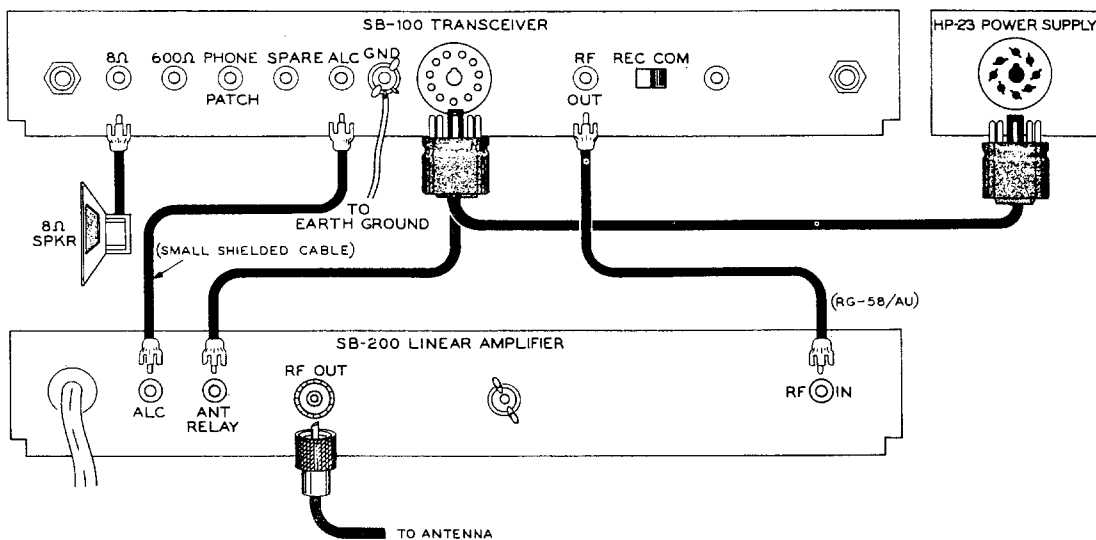 SB-100 TRANSCEIVER
HP-23 POWER SUPPLY
8Ω
600Ω
PHONE
PATCH
SPARE
ALC
GND
RF
OUT
REC COM
TO
EARTH GROUND
8Ω
SPKR
(SMALL SHIELDED CABLE)
(RG-58/AU)
SB-200 LINEAR AMPLIFIER
ALC
ANT
RELAY
RF OUT
RF IN
TO ANTENNA